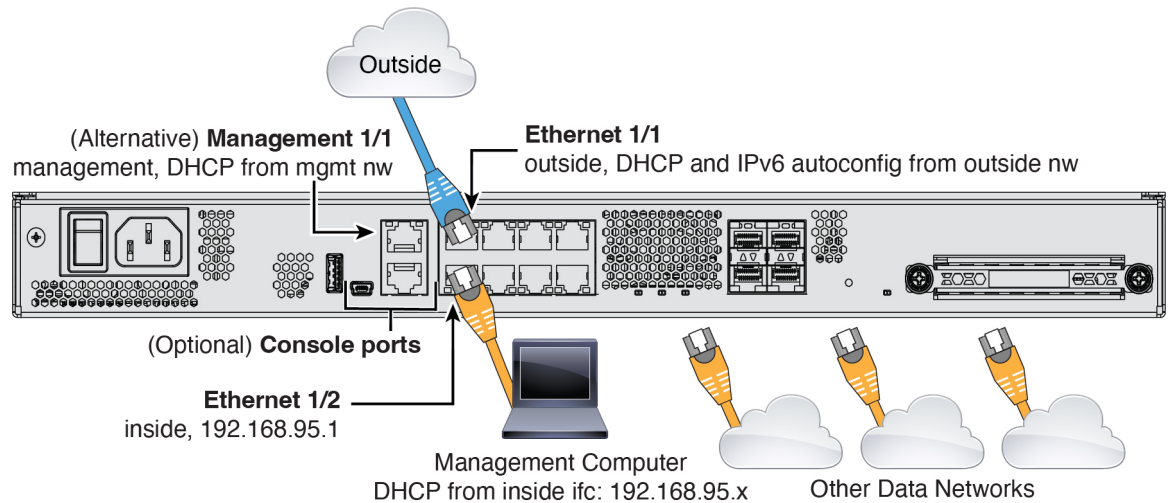 Outside
(Alternative) Management 1/1
management, DHCP from mgmt nw
Ethernet 1/1
outside, DHCP and IPv6 autoconfig from outside nw
(Optional) Console ports
Ethernet 1/2
inside, 192.168.95.1
Management Computer
DHCP from inside ifc: 192.168.95.x
Other Data Networks